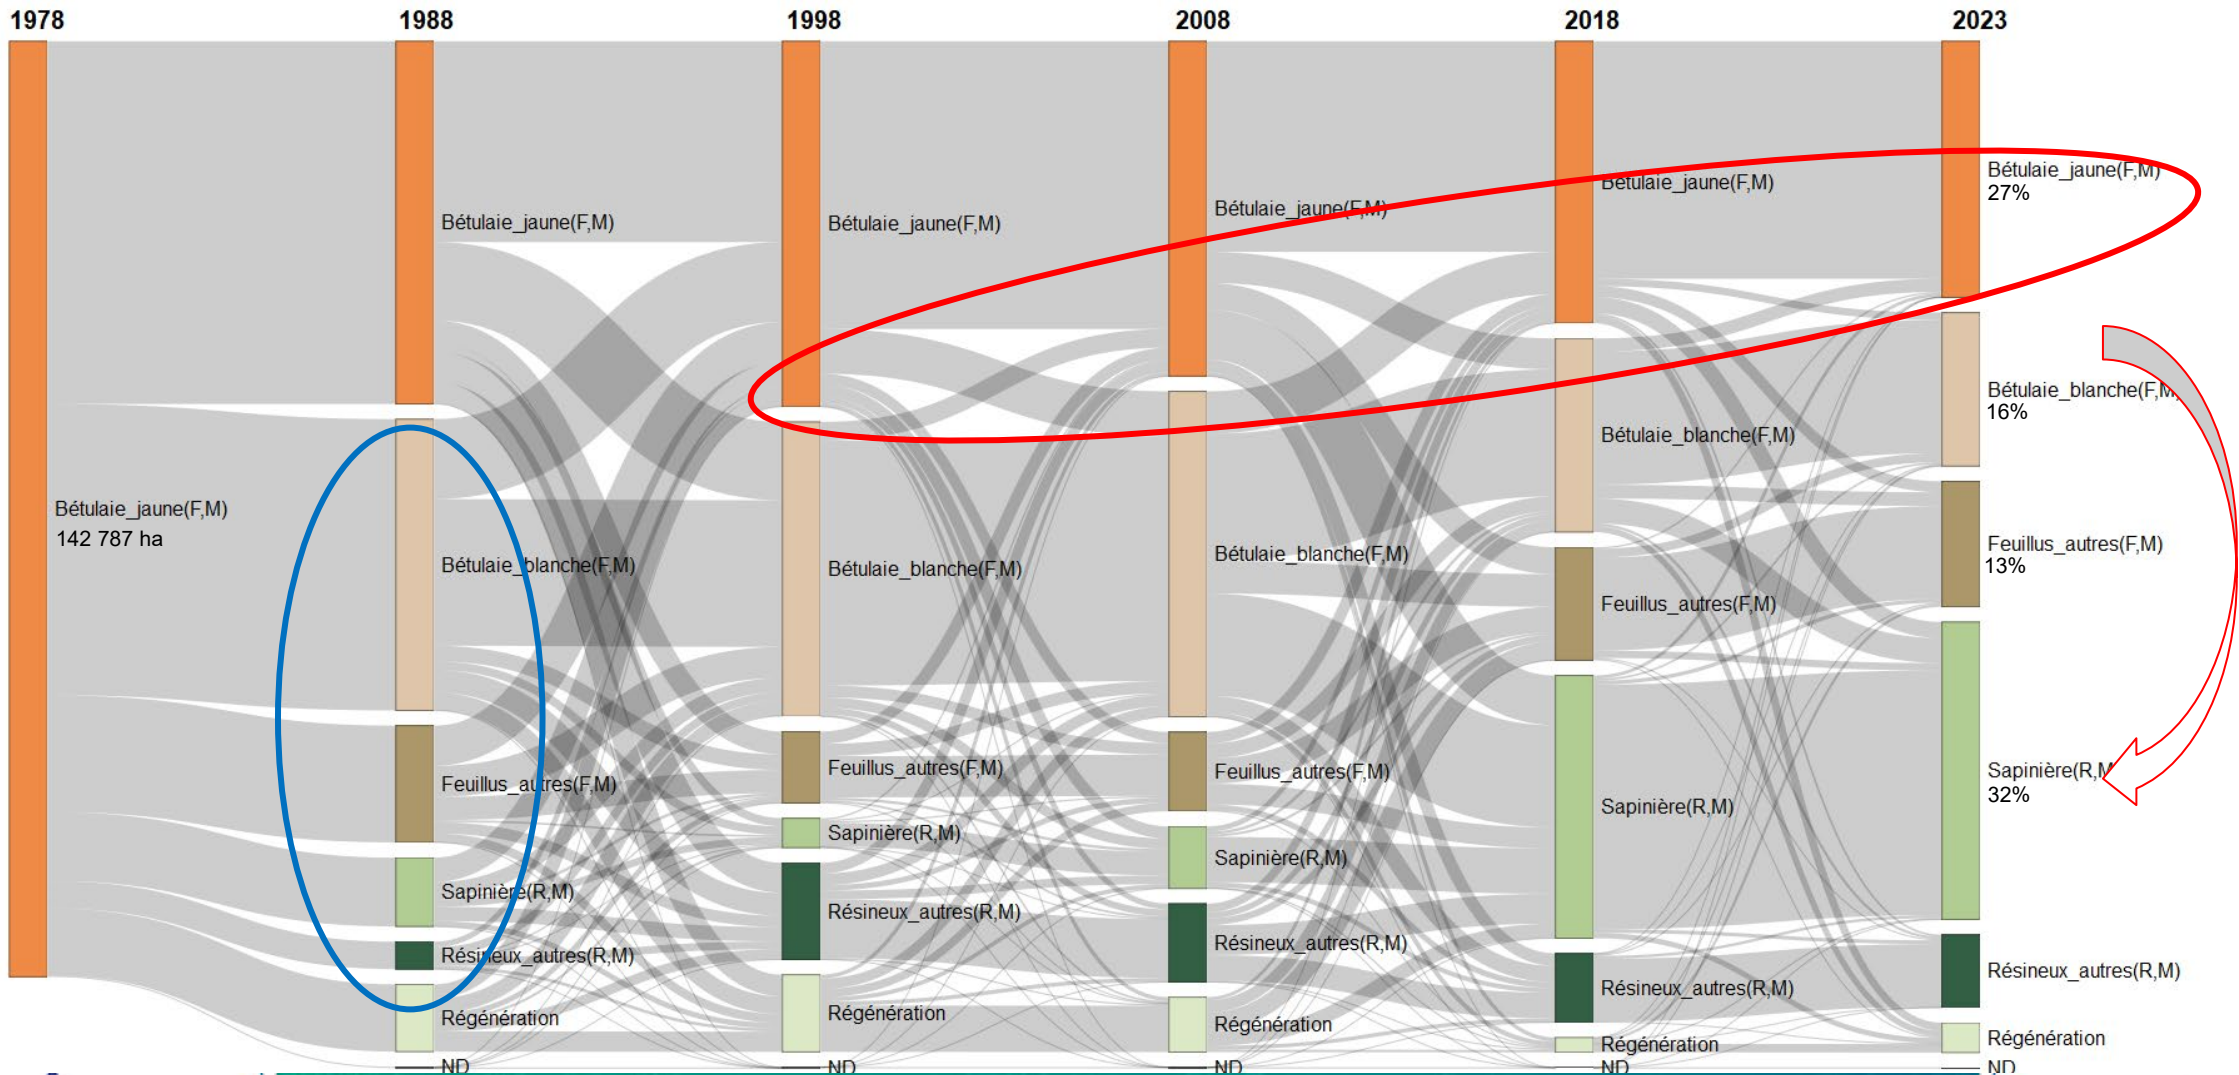 1978
1988
1998
2008
2018
2023
Bétulaie_jaune(F,M)
142 787 ha
Bétulaie_jaune(F,M)
Bétulaie_blanche(F,M)
Feuillus_autres(F,M)
Sapinière(R,M)
Résineux_autres(R,M)
Régénération
ND
Bétulaie_jaune(F,M)
Bétulaie_blanche(F,M)
Feuillus_autres(F,M)
Sapinière(R,M)
Résineux_autres(R,M)
Régénération
ND
Bétulaie_jaune(F,M)
Bétulaie_blanche(F,M)
Feuillus_autres(F,M)
Sapinière(R,M)
Résineux_autres(R,M)
Régénération
ND
Bétulaie_jaune(F,M)
Bétulaie_blanche(F,M)
Feuillus_autres(F,M)
Sapinière(R,M)
Résineux_autres(R,M)
Régénération
ND
Bétulaie_jaune(F,M)
27%
Bétulaie_blanche(F,M)
16%
Feuillus_autres(F,M)
13%
Sapinière(R,M
32%
Résineux_autres(R,M)
Régénération
ND